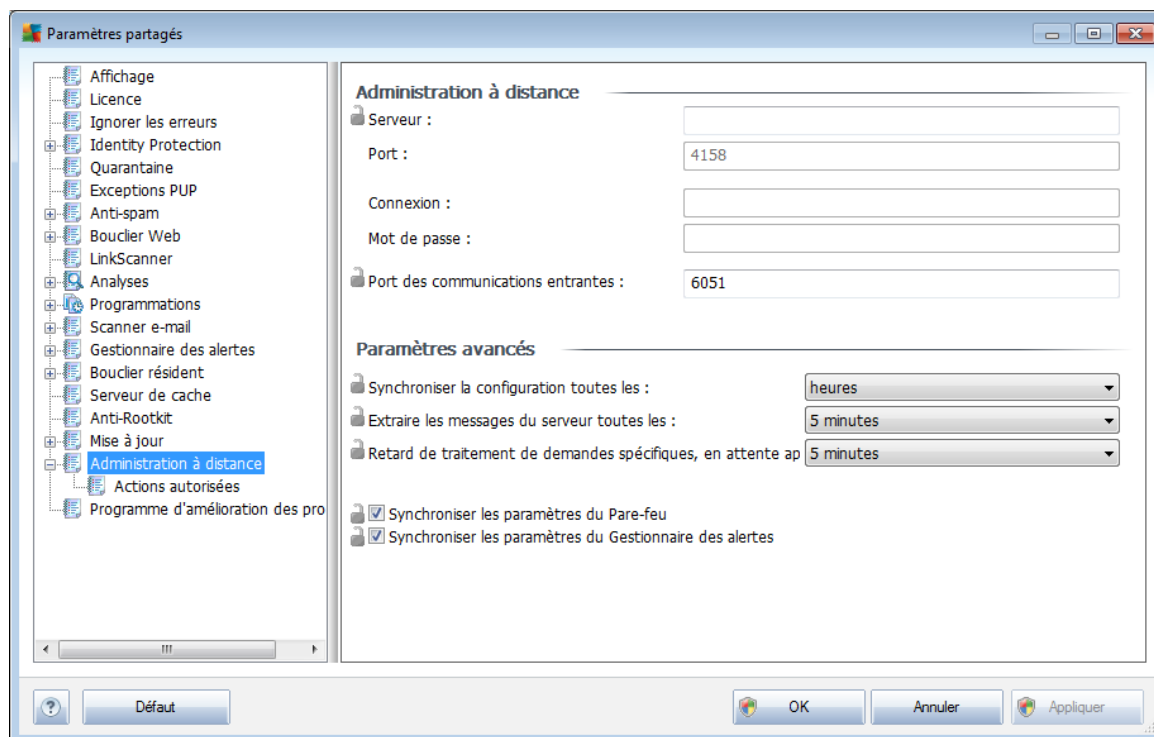 Paramètres partagés
Affichage
Licence
Ignorer les erreurs
Identity Protection
Quarantaine
Exceptions PUP
Anti-spam
Bouclier Web
LinkScanner
Analyses
Programmations
Scanner e-mail
Gestionnaire des alertes
Bouclier résident
Serveur de cache
Anti-Rootkit
Mise à jour
Administration à distance
Actions autorisées
Programme d'amélioration des pro
Administration à distance
Serveur :
Port : 4158
Connexion :
Mot de passe :
Port des communications entrantes : 6051
Paramètres avancés
Synchroniser la configuration toutes les : heures
Extraire les messages du serveur toutes les : 5 minutes
Retard de traitement de demandes spécifiques, en attente ap 5 minutes
Synchroniser les paramètres du Pare-feu
Synchroniser les paramètres du Gestionnaire des alertes
? Défaut OK Annuler Appliquer